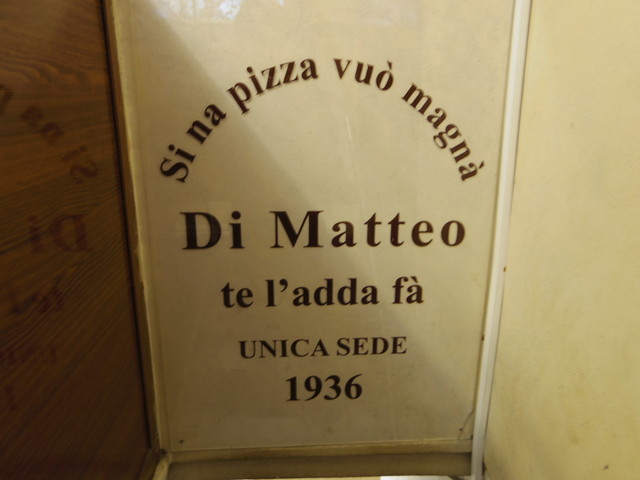 Si na pizza vuò magnà
Di Matteo
te l'adda fà
UNICA SEDE
1936